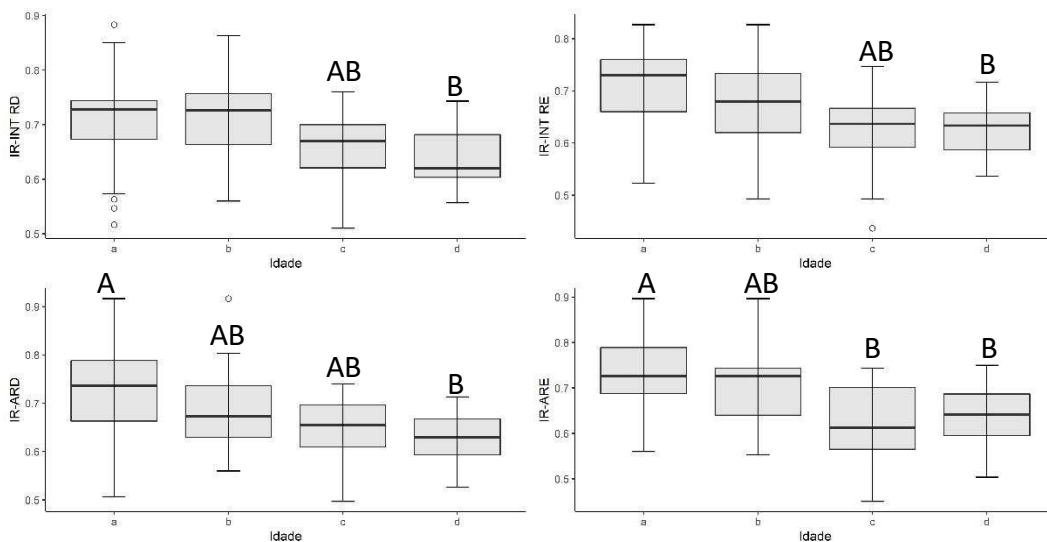 0.9
0.8
0.7
0.6
0.5
IR-INT RD
AB
B
a b c d
Idade
0.8
0.7
0.6
0.5
IR-INT RE
AB
B
a b c d
Idade
0.9
0.8
0.7
0.6
0.5
IR-ARD
A
AB
AB
B
a b c d
Idade
0.9
0.8
0.7
0.6
0.5
IR-ARE
A
AB
B
B
a b c d
Idade